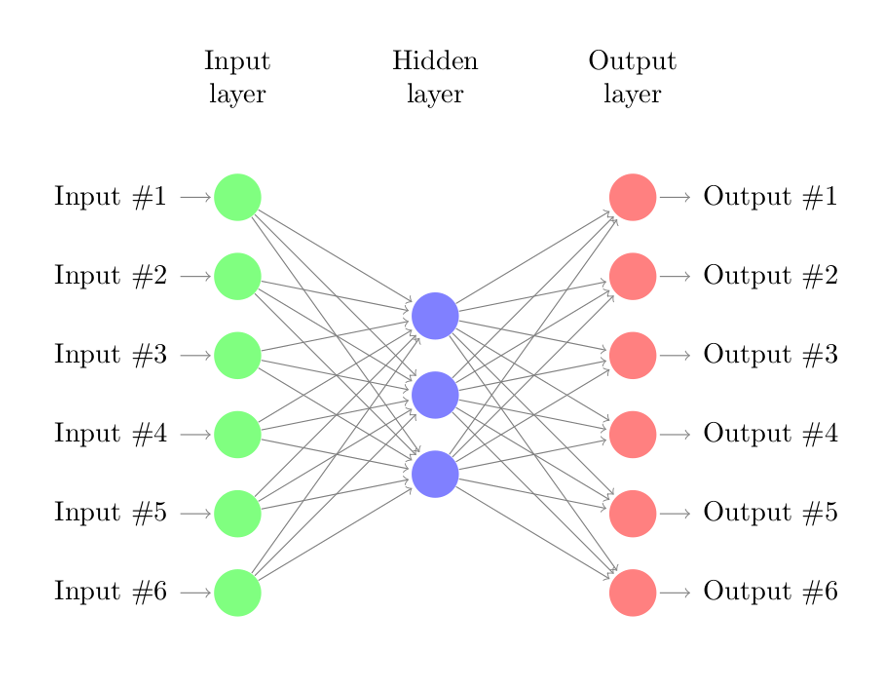 Input
layer
Hidden
layer
Output
layer
Input #1
Output #1
Input #2
Output #2
Input #3
Output #3
Input #4
Output #4
Input #5
Output #5
Input #6
Output #6